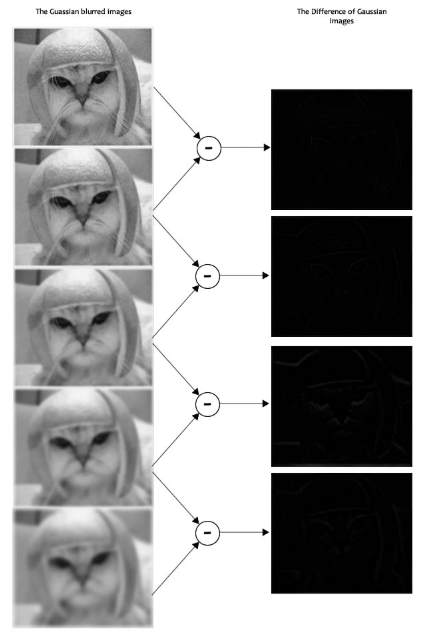 The Guassian blurred images
The Difference of Gaussian
Images
-
-
-
-